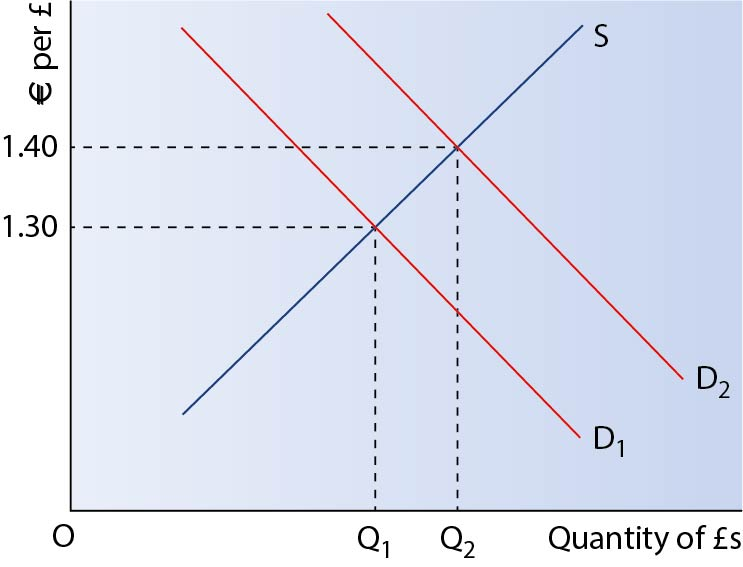 € per £
S
1.40
1.30
D₂
D₁
O
Q₁
Q₂
Quantity of £s